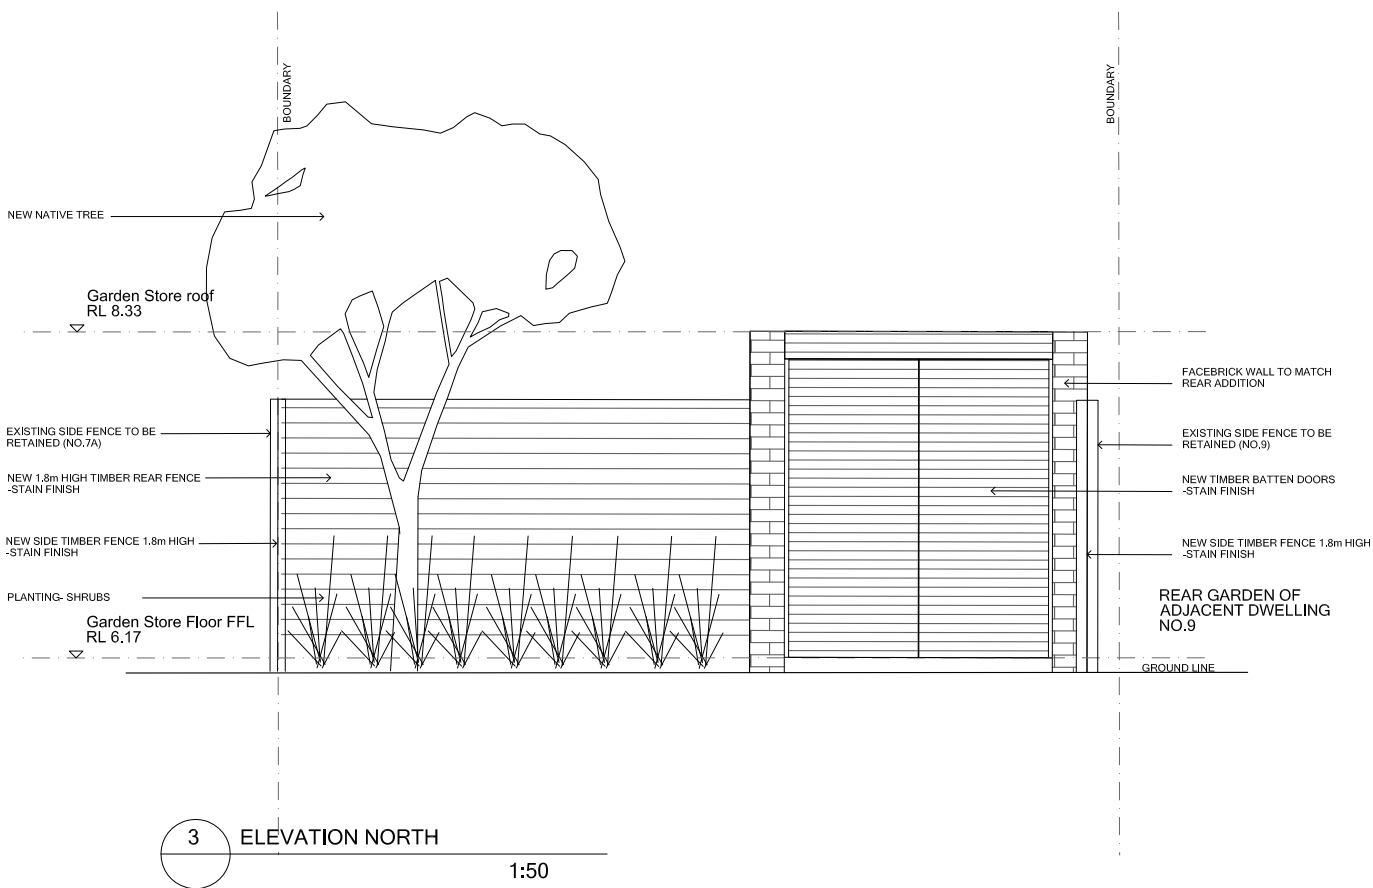 BOUNDARY
BOUNDARY
NEW NATIVE TREE
Garden Store roof
RL 8.33
EXISTING SIDE FENCE TO BE
RETAINED (NO.7A)
NEW 1.8m HIGH TIMBER REAR FENCE
-STAIN FINISH
NEW SIDE TIMBER FENCE 1.8m HIGH
-STAIN FINISH
PLANTING- SHRUBS
Garden Store Floor FFL
RL 6.17
FACEBRICK WALL TO MATCH
REAR ADDITION
EXISTING SIDE FENCE TO BE
RETAINED (NO.9)
NEW TIMBER BATTEN DOORS
-STAIN FINISH
NEW SIDE TIMBER FENCE 1.8m HIGH
-STAIN FINISH
REAR GARDEN OF
ADJACENT DWELLING
NO.9
GROUND LINE
3 ELEVATION NORTH
1:50